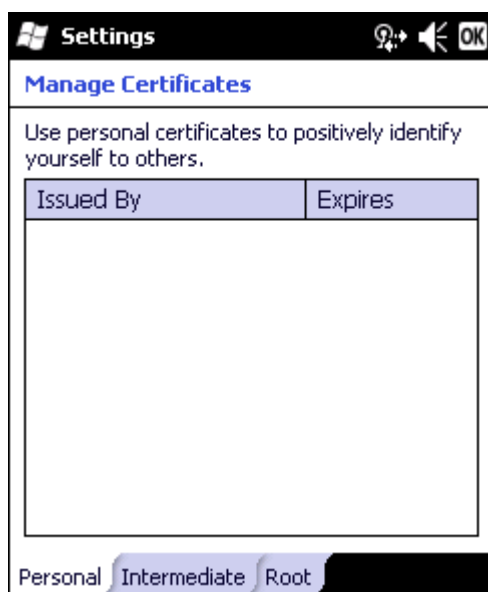 Settings OK
Manage Certificates
Use personal certificates to positively identify
yourself to others.
Issued By Expires
Personal Intermediate Root